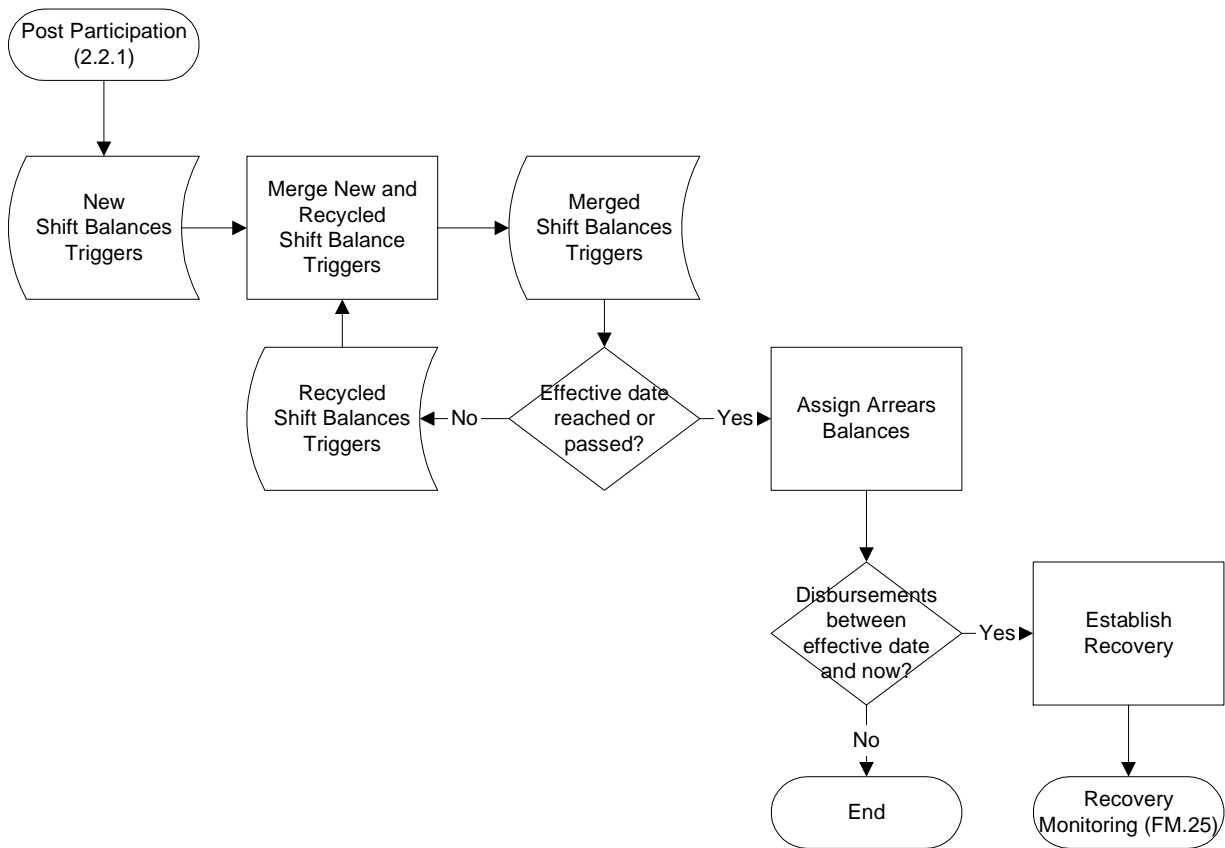 Post Participation
(2.2.1)
New
Shift Balances
Triggers
Merge New and
Recycled
Shift Balance
Triggers
Merged
Shift Balances
Triggers
Recycled
Shift Balances
Triggers
No
Effective date
reached or
passed?
Yes
Assign Arrears
Balances
Disbursements
between
effective date
and now?
Yes
Establish
Recovery
No
End
Recovery
Monitoring (FM.25)